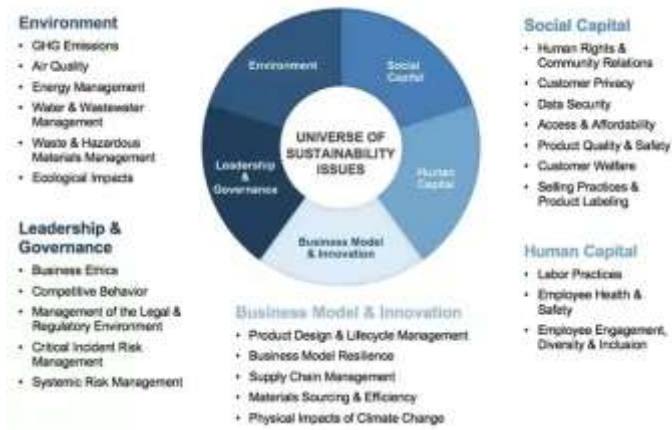 Environment
• GHG Emissions
• Air Quality
• Energy Management
• Water & Wastewater
Management
• Waste & Hazardous
Materials Management
• Ecological Impacts
Leadership &
Governance
• Business Ethics
• Competitive Behavior
• Management of the Legal &
Regulatory Environment
• Critical Incident Risk
Management
• Systemic Risk Management
Environment
Social
Capital
Human
Capital
Business Model
& Innovation
Leadership
&
Governance
UNIVERSE OF
SUSTAINABILITY
ISSUES
Business Model & Innovation
• Product Design & Lifecycle Management
• Business Model Resilience
• Supply Chain Management
• Materials Sourcing & Efficiency
• Physical Impacts of Climate Change
Social Capital
• Human Rights &
Community Relations
• Customer Privacy
• Data Security
• Access & Affordability
• Product Quality & Safety
• Customer Welfare
• Selling Practices &
Product Labeling
Human Capital
• Labor Practices
• Employee Health &
Safety
• Employee Engagement,
Diversity & Inclusion